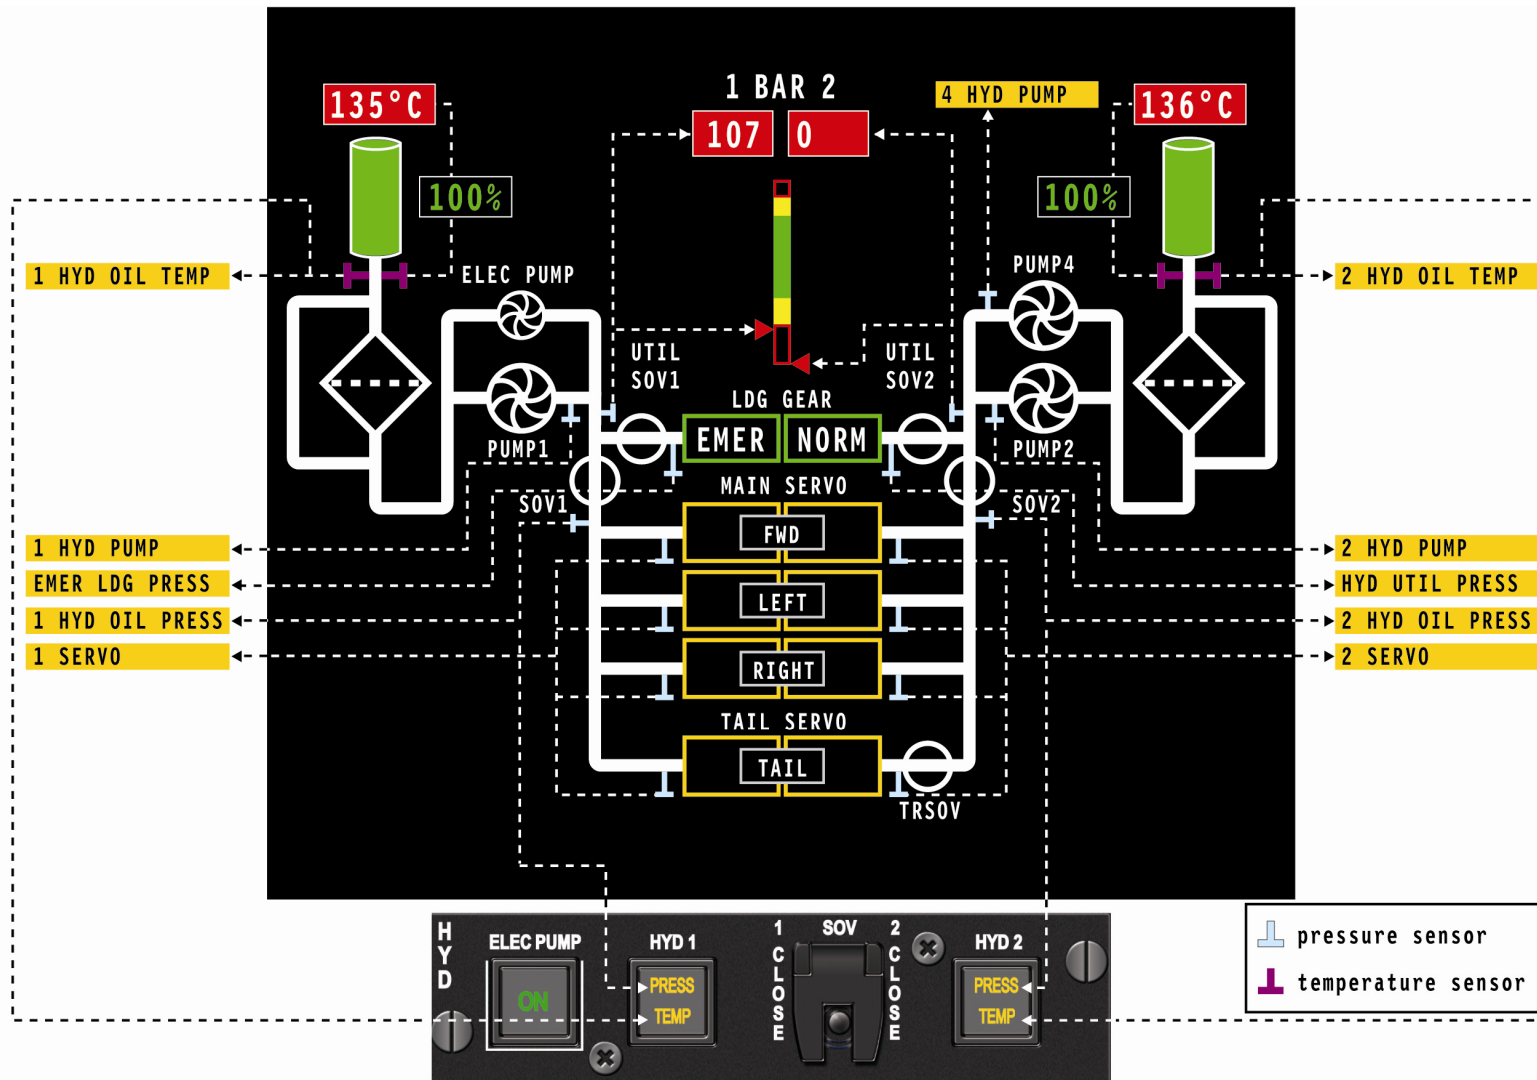 1 BAR 2
135°C
107
0
4 HYD PUMP
136°C
100%
100%
1 HYD OIL TEMP
ELEC PUMP
PUMP4
2 HYD OIL TEMP
UTIL
SOV1
UTIL
SOV2
LDG GEAR
EMER
NORM
PUMP1
PUMP2
MAIN SERVO
SOV1
SOV2
FWD
1 HYD PUMP
2 HYD PUMP
EMER LDG PRESS
HYD UTIL PRESS
LEFT
1 HYD OIL PRESS
2 HYD OIL PRESS
1 SERVO
2 SERVO
RIGHT
TAIL SERVO
TAIL
TRSOV
HYD
ELEC PUMP
ON
HYD 1
PRESS
TEMP
1 CLOSE
SOV
2 CLOSE
HYD 2
PRESS
TEMP
pressure sensor
temperature sensor